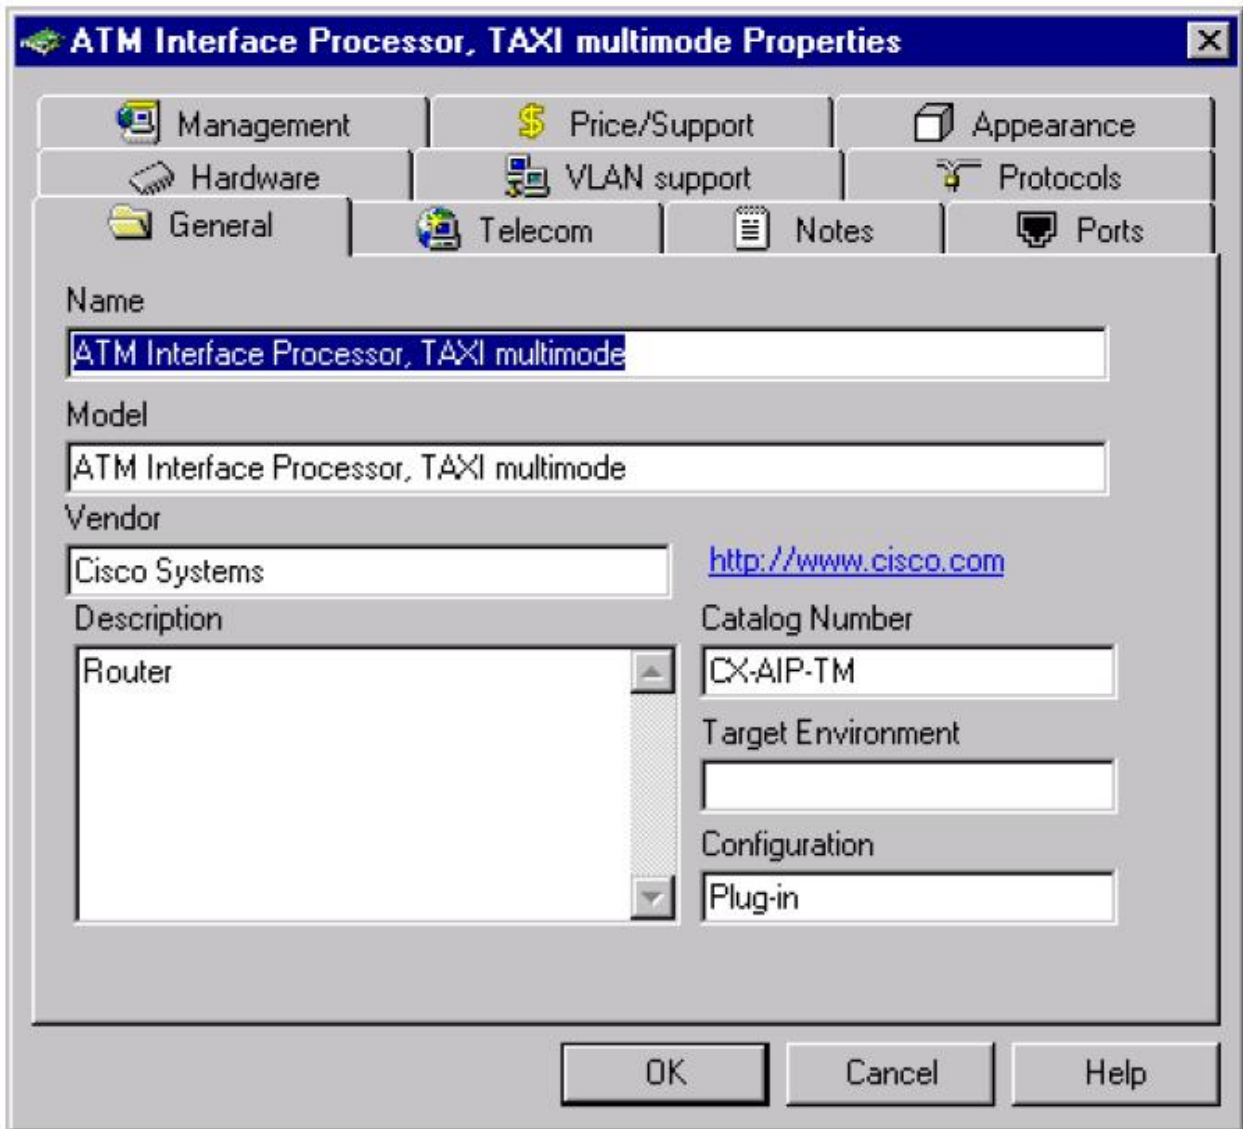 ATM Interface Processor, TAXI multimode Properties
Management Price/Support Appearance
Hardware VLAN support Protocols
General Telecom Notes Ports
Name
ATM Interface Processor, TAXI multimode
Model
ATM Interface Processor, TAXI multimode
Vendor
Cisco Systems
http://www.cisco.com
Description
Router
Catalog Number
CX-AIP-TM
Target Environment
Configuration
Plug-in
OK Cancel Help